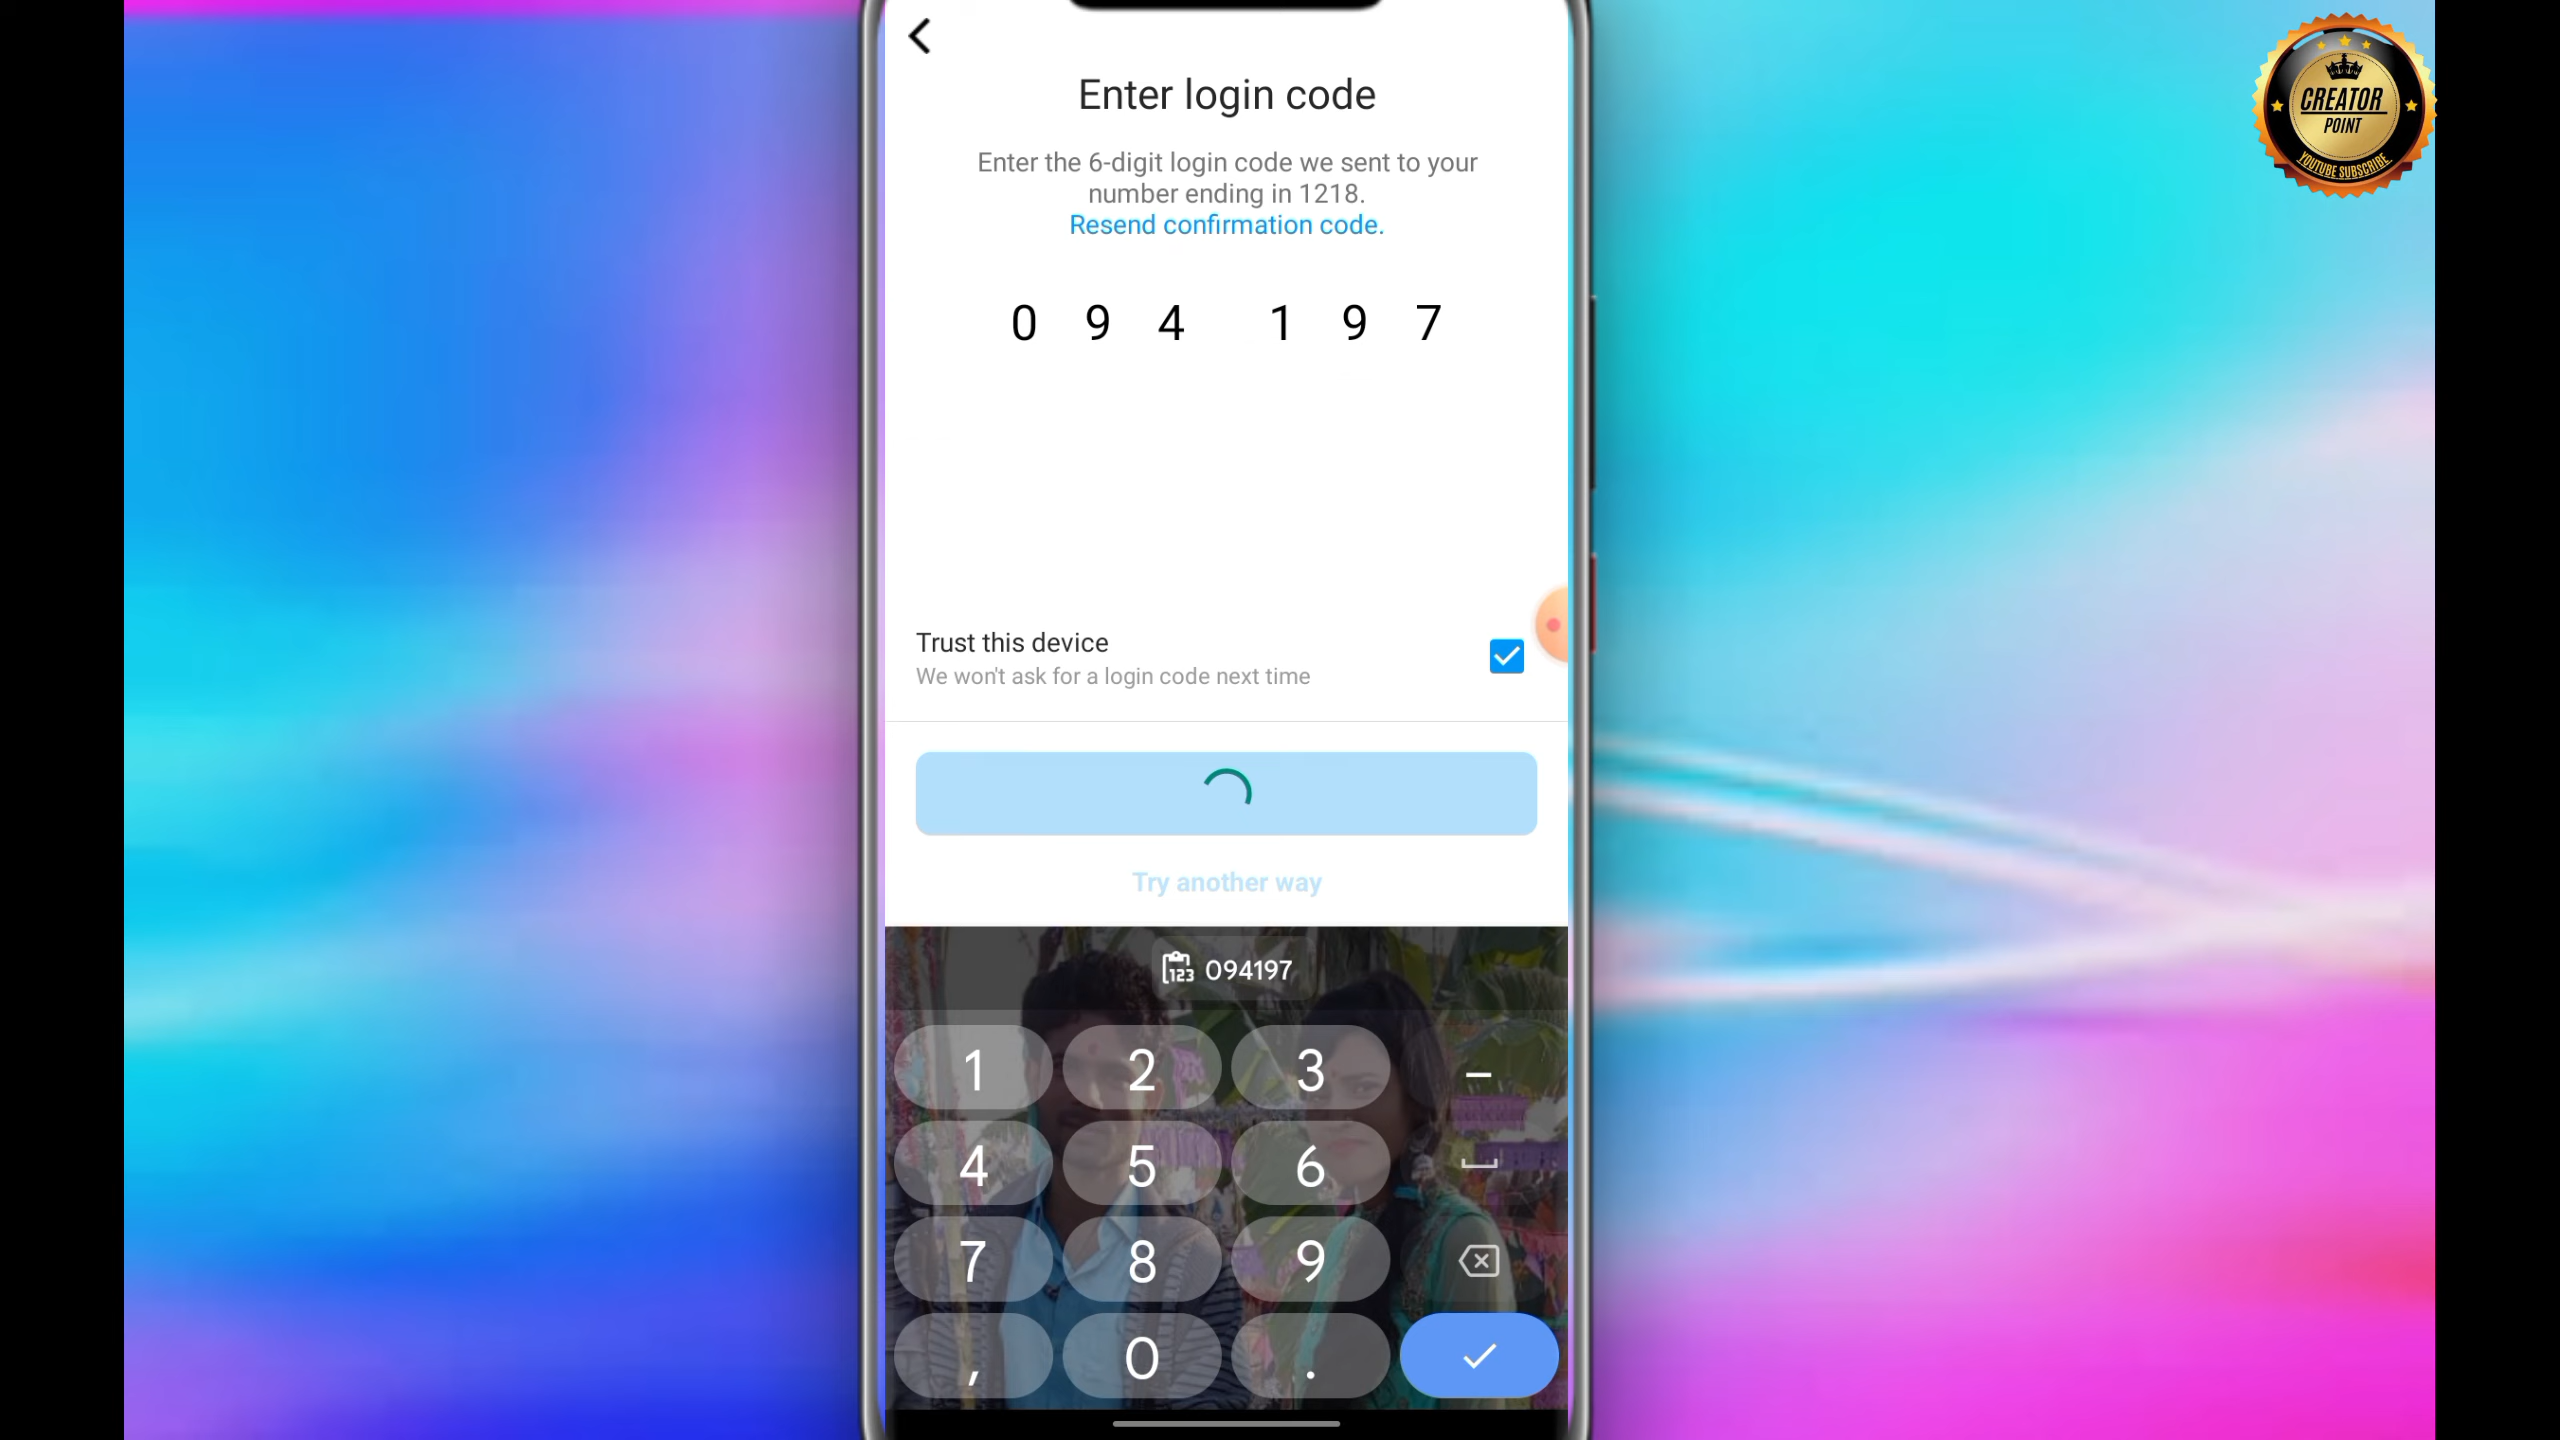 Enter login code
Enter the 6-digit login code we sent to your
number ending in 1218.
Resend confirmation code.
0 9 4 1 9 7
Trust this device
We won't ask for a login code next time
Try another way
123 094197
1 2 3 –
4 5 6
7 8 9
, 0 .
CREATOR
POINT
YOUTUBE SUBSCRIBE